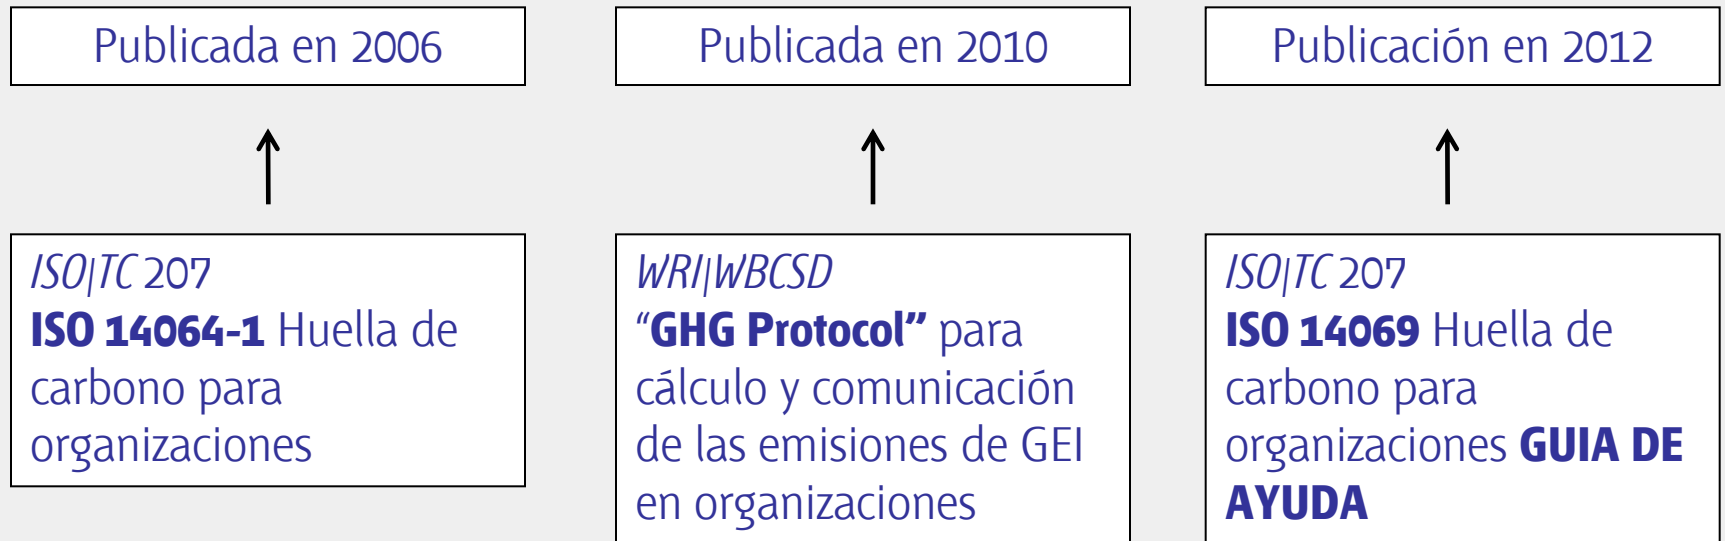 Publicada en 2006
Publicada en 2010
Publicación en 2012
ISO|TC 207
ISO 14064-1 Huella de
carbono para
organizaciones
WRI|WBCSD
“GHG Protocol” para
cálculo y comunicación
de las emisiones de GEI
en organizaciones
ISO|TC 207
ISO 14069 Huella de
carbono para
organizaciones GUIA DE
AYUDA